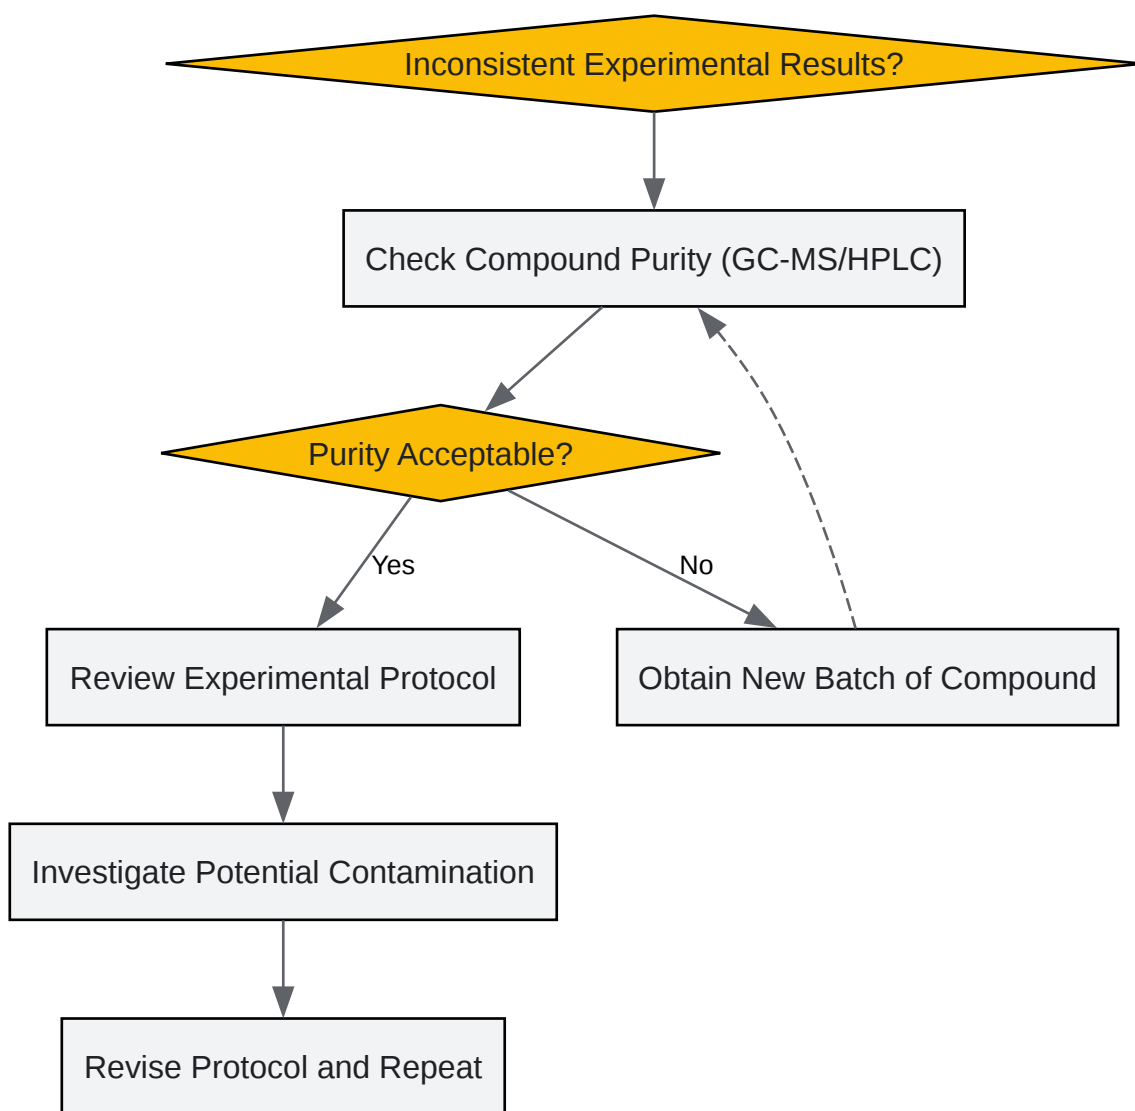 Inconsistent Experimental Results?
Check Compound Purity (GC-MS/HPLC)
Purity Acceptable?
Yes
No
Review Experimental Protocol
Obtain New Batch of Compound
Investigate Potential Contamination
Revise Protocol and Repeat